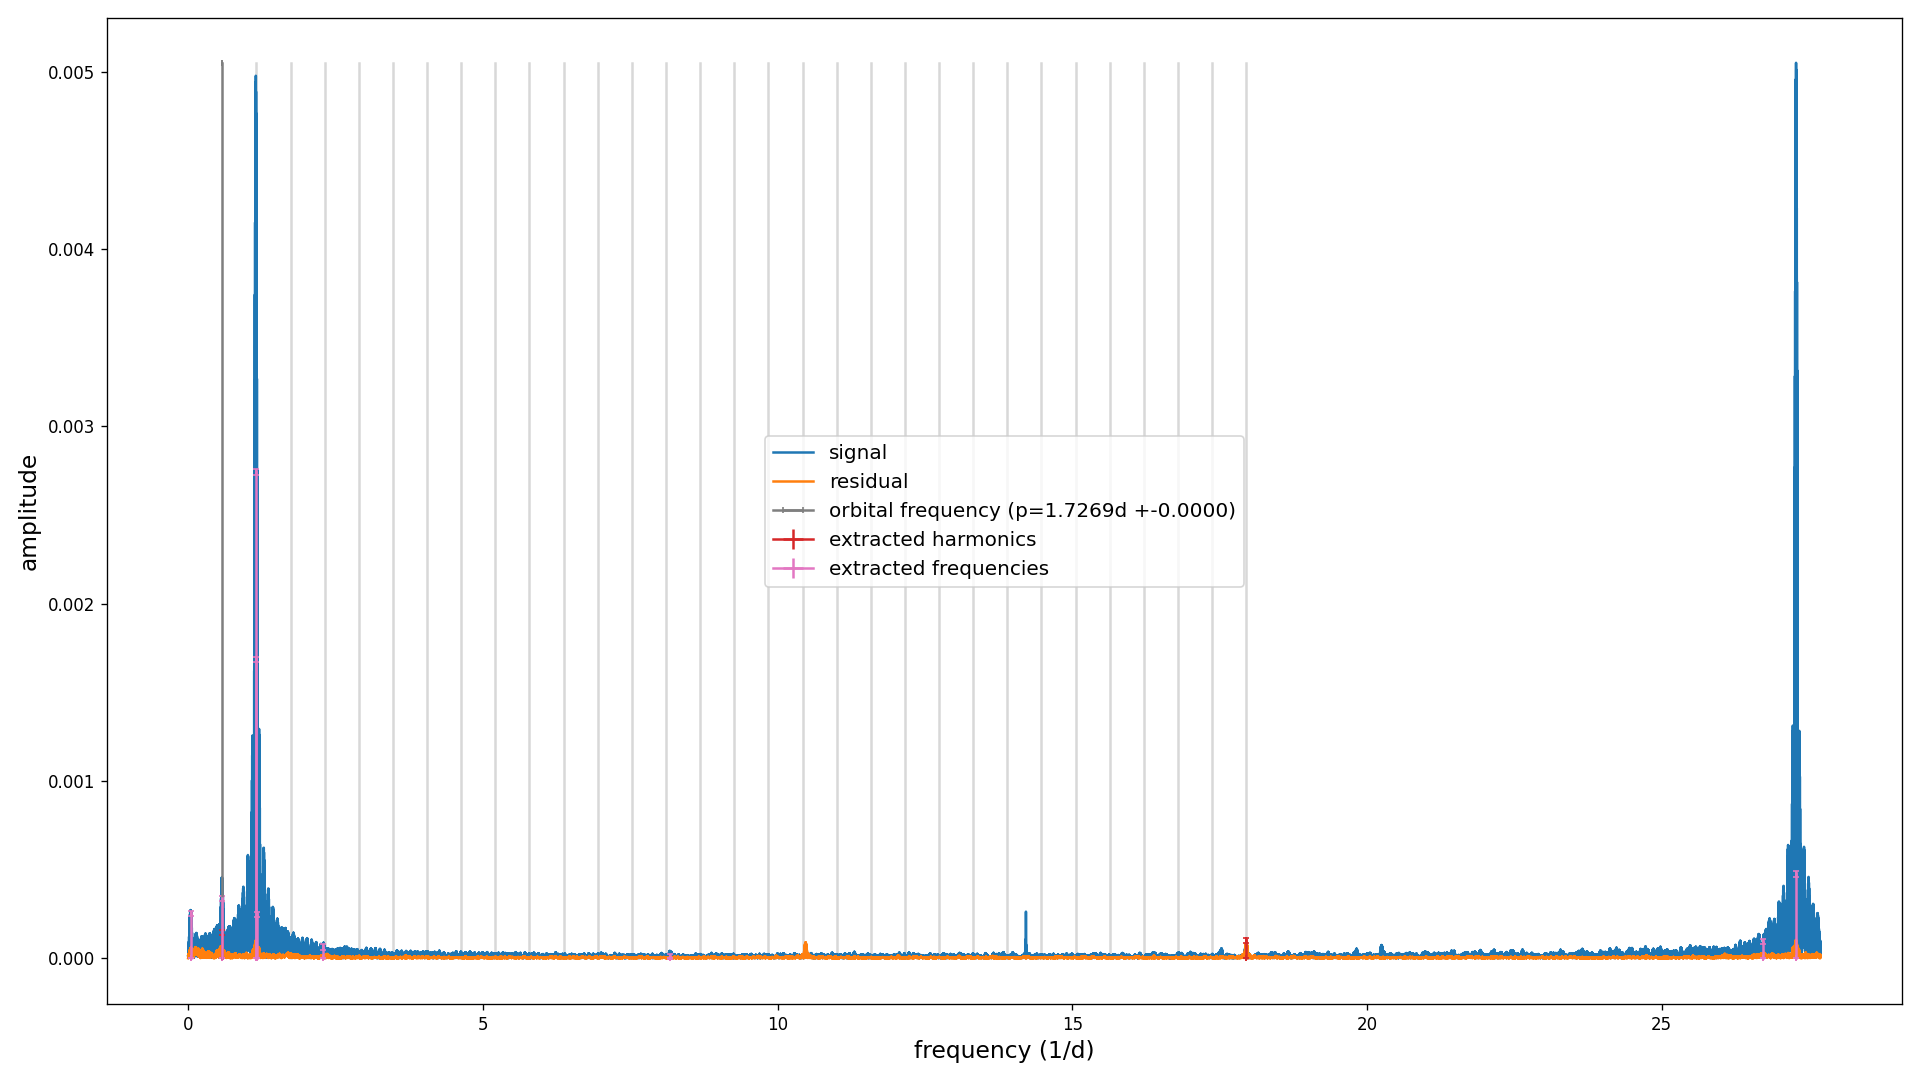 0.005
0.004
0.003
0.002
0.001
0.000
amplitude
signal
residual
orbital frequency (p=1.7269d +-0.0000)
extracted harmonics
extracted frequencies
0 5 10 15 20 25
frequency (1/d)